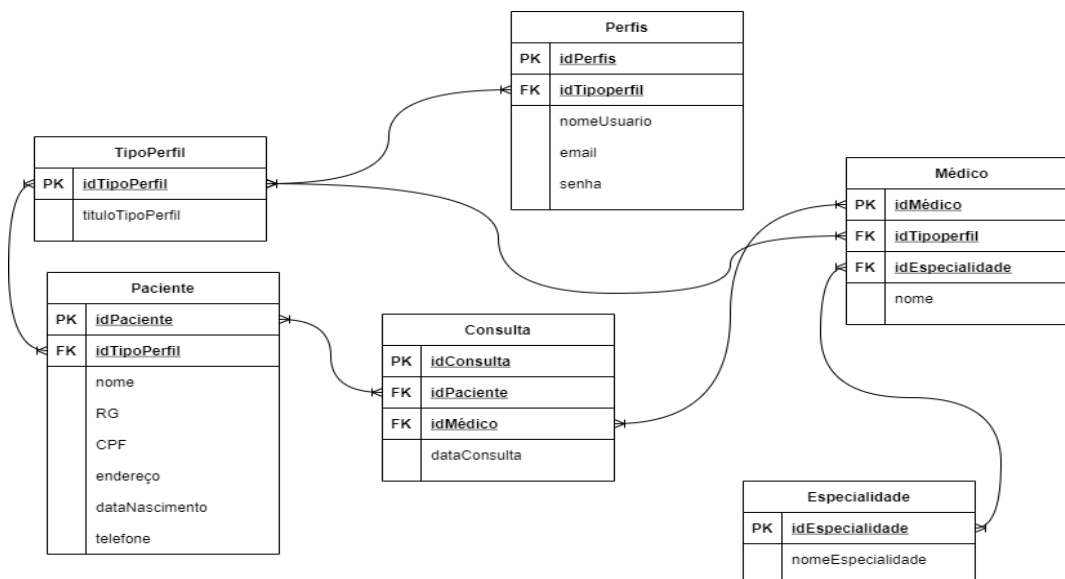 Perfis
PK idPerfis
FK idTipoperfil
nomeUsuario
email
senha
TipoPerfil
PK idTipoPerfil
tituloTipoPerfil
Médico
PK idMédico
FK idTipoperfil
FK idEspecialidade
nome
Paciente
PK idPaciente
FK idTipoPerfil
nome
RG
CPF
endereço
dataNascimento
telefone
Consulta
PK idConsulta
FK idPaciente
FK idMédico
dataConsulta
Especialidade
PK idEspecialidade
nomeEspecialidade